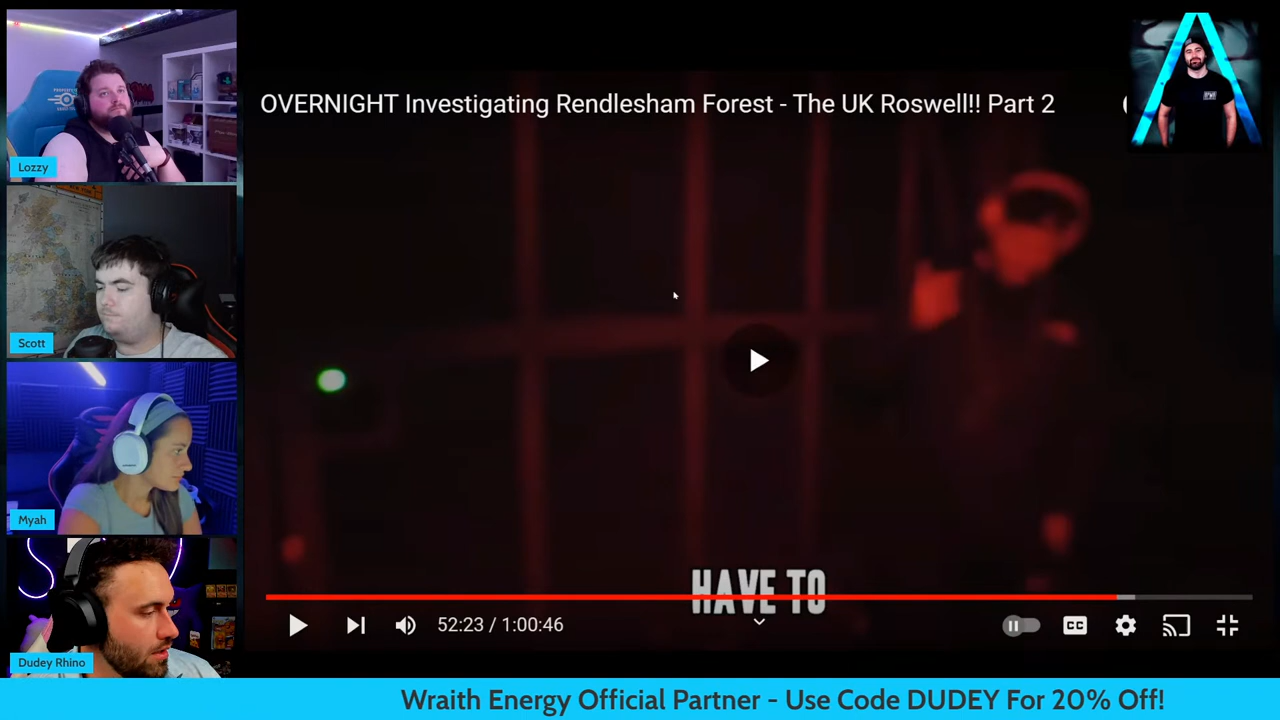 OVERNIGHT Investigating Rendlesham Forest - The UK Roswell!! Part 2
Lozzy
Scott
Myah
Dudey Rhino
HAVE TO
52:23 / 1:00:46
CC
Wraith Energy Official Partner - Use Code DUDEY For 20% Off!